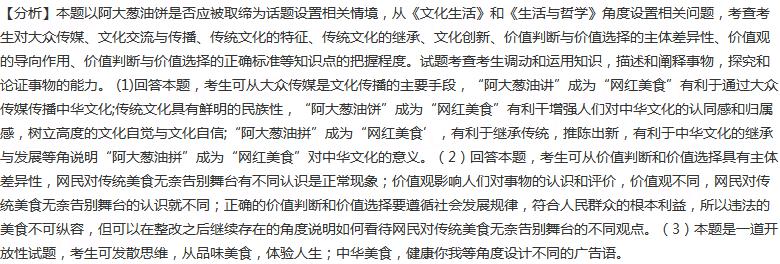 【分析】本题以阿大葱油饼是否应被取缔为话题设置相关情境，从《文化生活》和《生活与哲学》角度设置相关问题，考查考
生对大众传媒、文化交流与传播、传统文化的特征、传统文化的继承、文化创新、价值判断与价值选择的主体差异性、价值观
的导向作用、价值判断与价值选择的正确标准等知识点的把握程度。试题考查考生调动和运用知识，描述和阐释事物，探究和
论证事物的能力。 (1)回答本题，考生可从大众传媒是文化传播的主要手段，“阿大葱油讲”成为“网红美食”有利于通过大众
传媒传播中华文化;传统文化具有鲜明的民族性，“阿大葱油饼”成为“网红美食”有利干增强人们对中华文化的认同感和归属
感，树立高度的文化自觉与文化自信;“阿大葱油拼”成为“网红美食’，有利于继承传统，推陈出新，有利于中华文化的继承
与发展等角说明“阿大葱油拼”成为“网红美食”对中华文化的意义。（2）回答本题，考生可从价值判断和价值选择具有主体
差异性，网民对传统美食无奈告别舞台有不同认识是正常现象；价值观影响人们对事物的认识和评价，价值观不同，网民对传
统美食无奈告别舞台的认识就不同；正确的价值判断和价值选择要遵循社会发展规律，符合人民群众的根本利益，所以违法的
美食不可纵容，但可以在整改之后继续存在的角度说明如何看待网民对传统美食无奈告别舞台的不同观点。（3）本题是一道开
放性试题，考生可发散思维，从品味美食，体验人生；中华美食，健康你我等角度设计不同的广告语。